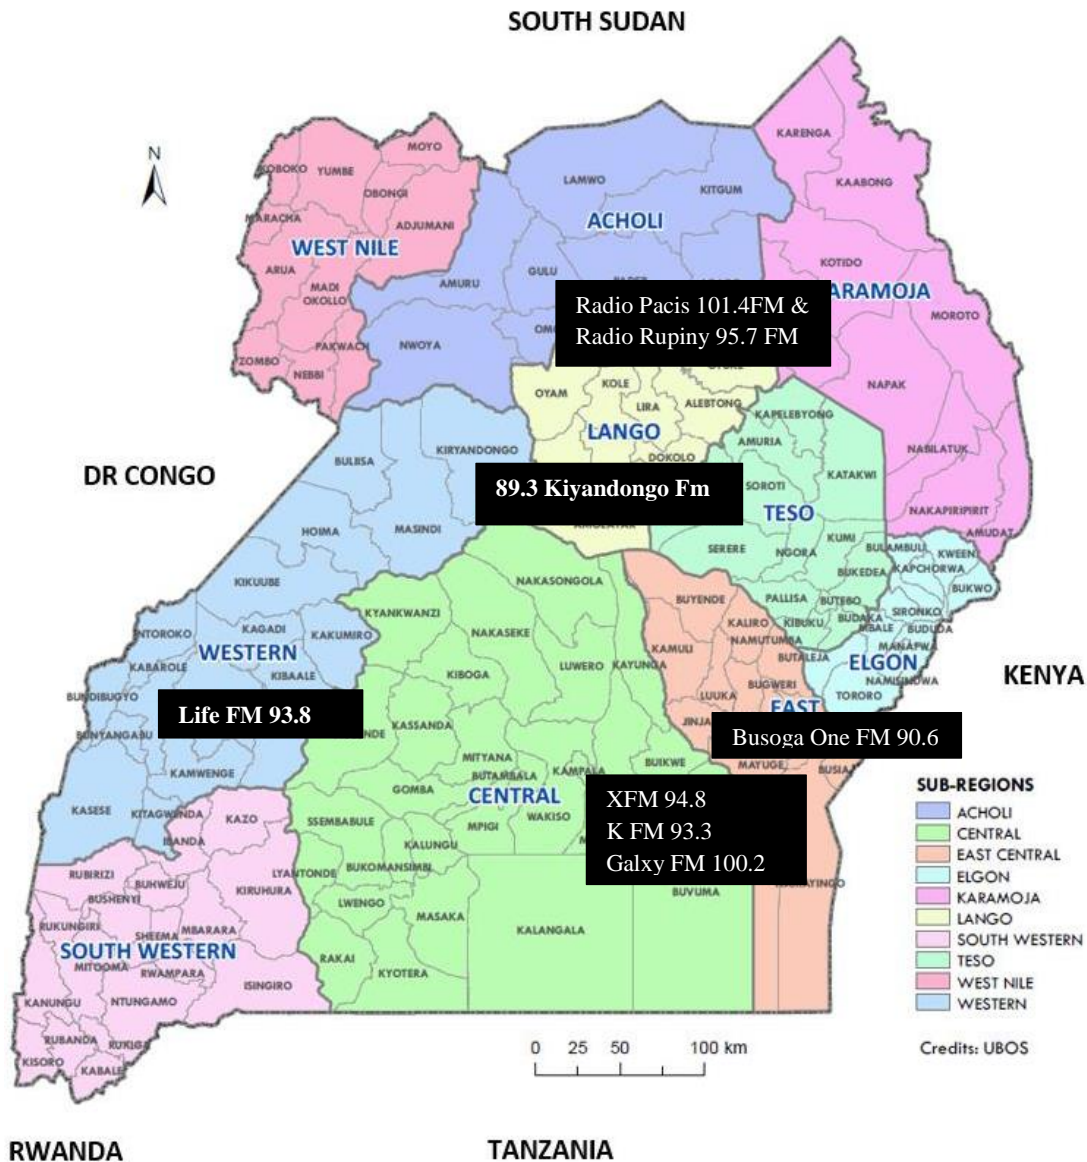 SOUTH SUDAN
N
KARENGA
MOYO
KOBOKO
YUMBE
LAMWO
KITGUM
KAABONG
OBONGI
MARACHA
ADJUMANI
ACHOLI
WEST NILE
KOTIDO
ARUA
GULU
AMURU
MADI
OKOLLO
ARAMOJA
Radio Pacis 101.4FM &
Radio Rupiny 95.7 FM
MOROTO
NWOYA
PAKWACH
ZOMBO
NEBBI
KOLE
NAPAK
OYAM
LIRA
ALEBTONG
KAPELEBYONG
LANGO
AMURIA
KIRYANDONGO
DOKOLO
NABILATUK
BULIISA
DR CONGO
KATAKWI
89.3 Kiyandongo Fm
SOROTI
TESO
NAKAPIRIPIRIT
HOIMA
MASINDI
AMUDAT
KUMI
SERERE
NGORA
BULAMBULI
KWEEN
KAPCHORWA
BUKEDEA
BUKWO
KIKUUBE
NAKASONGOLA
PALLISA
BUTEBO
BUYENDE
SIRONKO
KYANKWANZI
KALIRO
KIBUKU
BUDAKA
MBALE
BUDUDA
NTOROKO
KAGADI
KAKUMIRO
NAKASEKE
NAMUTUMBA
MANAFWA
KAMULI
BUTALEJA
ELGON
WESTERN
KABAROLE
KIBAALE
KIBOGA
LUWERO
KAYUNGA
NAMISINDWA
KENYA
BUNDIBUGYO
BUGWERI
LUUKA
TORORO
EAST
Life FM 93.8
KASSANDA
JINJA
Busoga One FM 90.6
BUNYANGABU
NDE
MITYANA
BUIKWE
MAYUGE
BUSIA
KAMWENGE
BUTAMBALA
KAMPALA
GOMBA
CENTRAL
KASESE
KITAGWENDA
KAZO
SSEMBABULE
MPIGI
WAKISO
XFM 94.8
K FM 93.3
Galxy FM 100.2
IBANDA
KALUNGU
RUBIRIZI
BUHWEJU
LYANTONDE
BUKOMANSIMBI
BUSHENYI
KIRUHURA
BUVUMA
LWENGO
MASAKA
RUKUNGIRI
SHEEMA
MBARARA
KALANGALA
SOUTH WESTERN
MITOOMA
RWAMPARA
RAKAI
KYOTERA
ISINGIRO
KANUNGU
NTUNGAMO
RUBANDA
RUKIGA
KISORO
KABALE
SUB-REGIONS
ACHOLI
CENTRAL
EAST CENTRAL
ELGON
KARAMOJA
LANGO
SOUTH WESTERN
TESO
WEST NILE
WESTERN
0 25 50 100 km
Credits: UBOS
RWANDA
TANZANIA